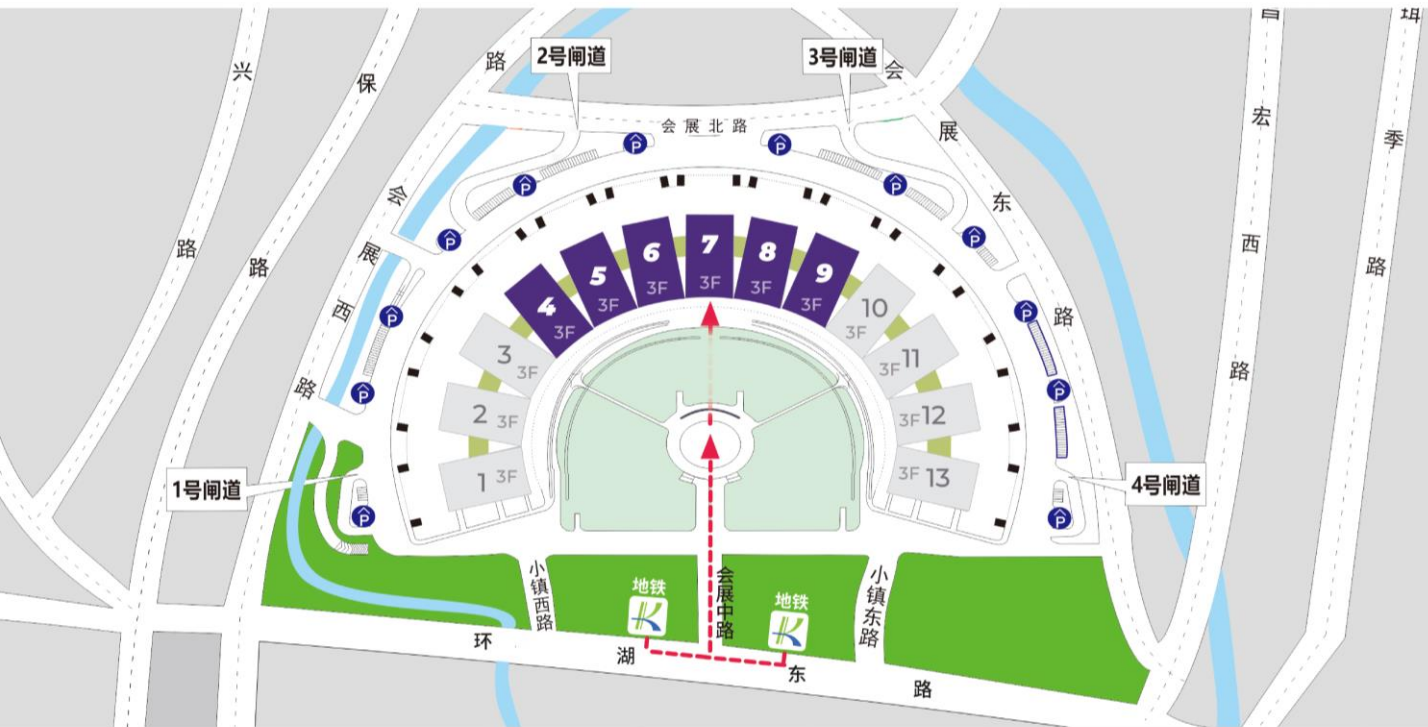 2号闸道
3号闸道
1号闸道
4号闸道
兴
路
保
路
会展西路
路
会展北路
会
展
东
路
宏
西
路
珥
季
路
4
3F
5
3F
6
3F
7
3F
8
3F
9
3F
10
3F
3
3F
3F 11
2 3F
3F 12
1 3F
3F 13
P
P
P
P
P
P
P
P
P
P
P
P
小镇西路
地铁
会展中路
地铁
小镇东路
环湖东路